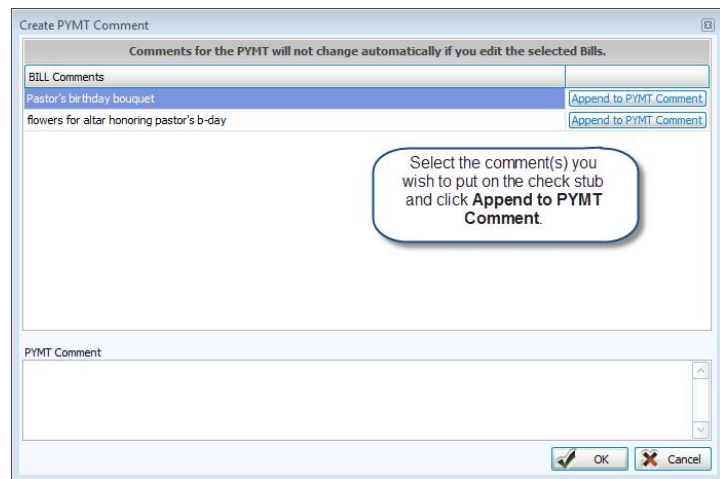 Create PYMT Comment
Comments for the PYMT will not change automatically if you edit the selected Bills.
BILL Comments
Pastor's birthday bouquet
Append to PYMT Comment
flowers for altar honoring pastor's b-day
Append to PYMT Comment
Select the comment(s) you
wish to put on the check stub
and click Append to PYMT
Comment.
PYMT Comment
OK
Cancel